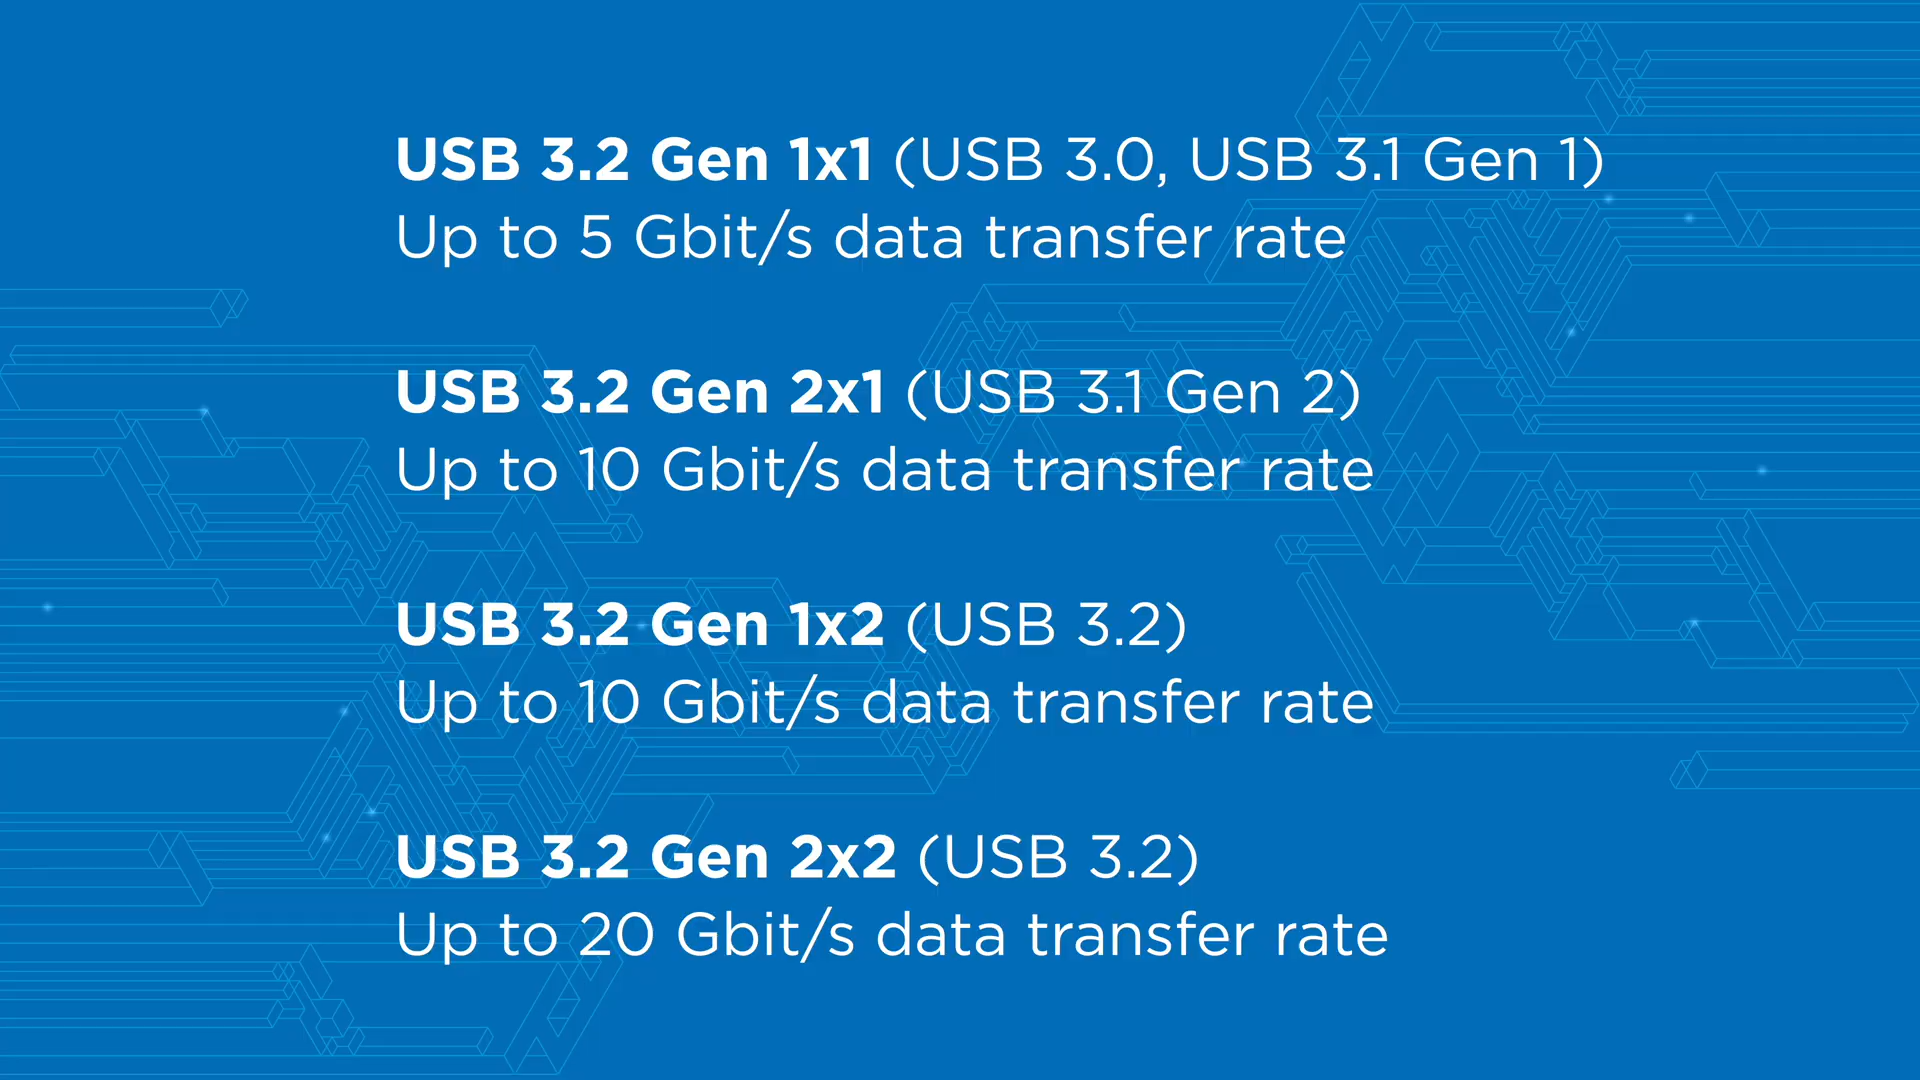 USB 3.2 Gen 1x1 (USB 3.0, USB 3.1 Gen 1)
Up to 5 Gbit/s data transfer rate
USB 3.2 Gen 2x1 (USB 3.1 Gen 2)
Up to 10 Gbit/s data transfer rate
USB 3.2 Gen 1x2 (USB 3.2)
Up to 10 Gbit/s data transfer rate
USB 3.2 Gen 2x2 (USB 3.2)
Up to 20 Gbit/s data transfer rate